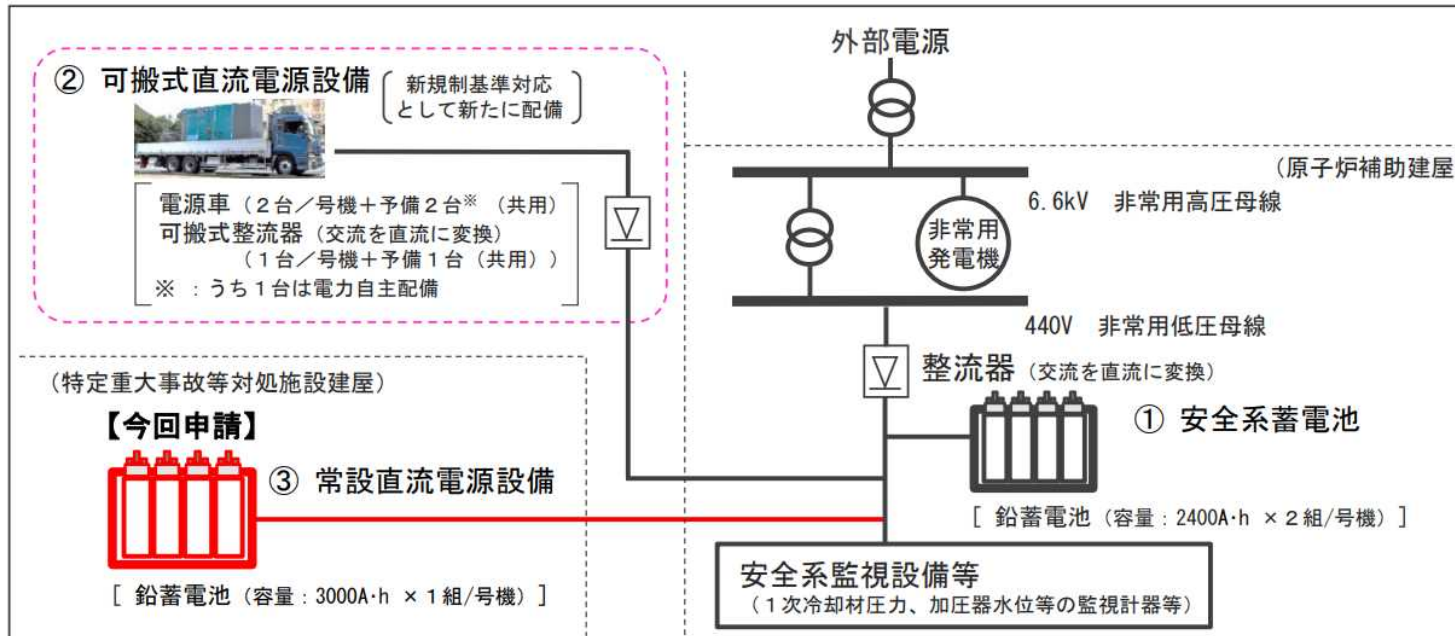 ② 可搬式直流電源設備
新規制基準対応
として新たに配備
電源車（２台／号機＋予備２台※（共用）
可搬式整流器（交流を直流に変換）
（１台／号機＋予備１台（共用））
※ ：うち１台は電力自主配備
外部電源
（原子炉補助建屋
6.6kV 非常用高圧母線
非常用
発電機
440V 非常用低圧母線
整流器（交流を直流に変換）
① 安全系蓄電池
[ 鉛蓄電池（容量：2400A･h × ２組/号機）]
（特定重大事故等対処施設建屋）
【今回申請】
③ 常設直流電源設備
[ 鉛蓄電池（容量：3000A･h × １組/号機）]
安全系監視設備等
（１次冷却材圧力、加圧器水位等の監視計器等）